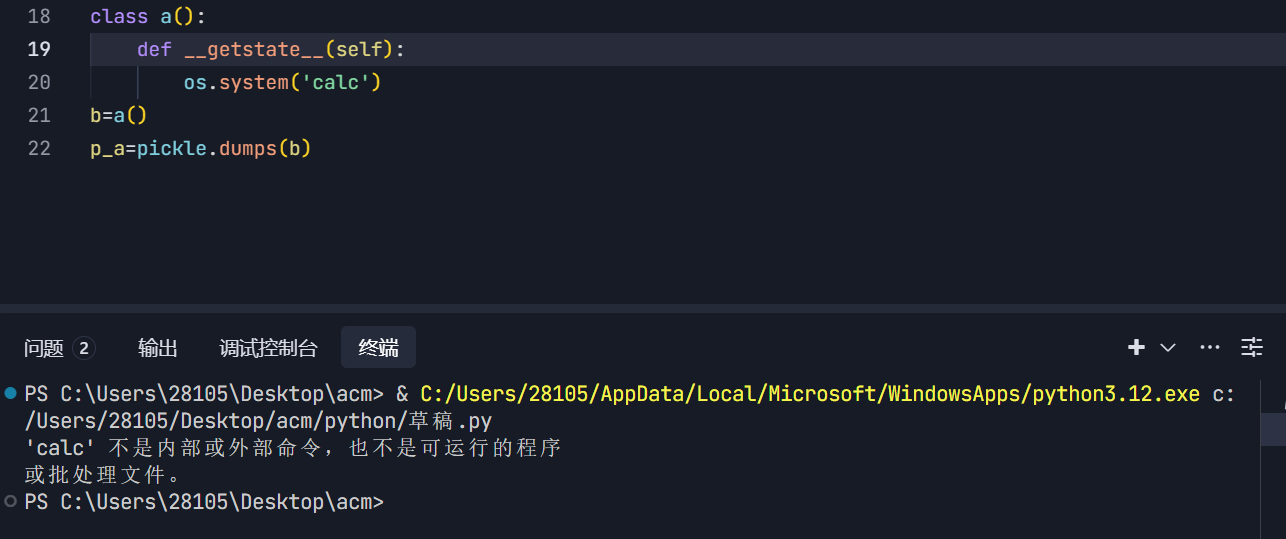 18 class a():
19 def __getstate__(self):
20 os.system('calc')
21 b=a()
22 p_a=pickle.dumps(b)
问题 2 输出 调试控制台 终端
PS C:\Users\28105\Desktop\acm> & C:/Users/28105/AppData/Local/Microsoft/WindowsApps/python3.12.exe c:
/Users/28105/Desktop/acm/python/草稿.py
'calc' 不是内部或外部命令，也不是可运行的程序
或批处理文件。
PS C:\Users\28105\Desktop\acm>